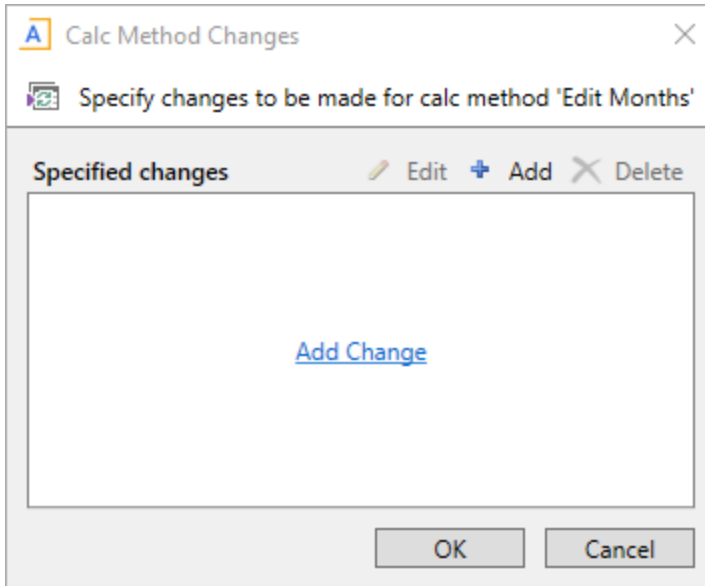 A Calc Method Changes
Specify changes to be made for calc method 'Edit Months'
Specified changes Edit Add Delete
Add Change
OK Cancel